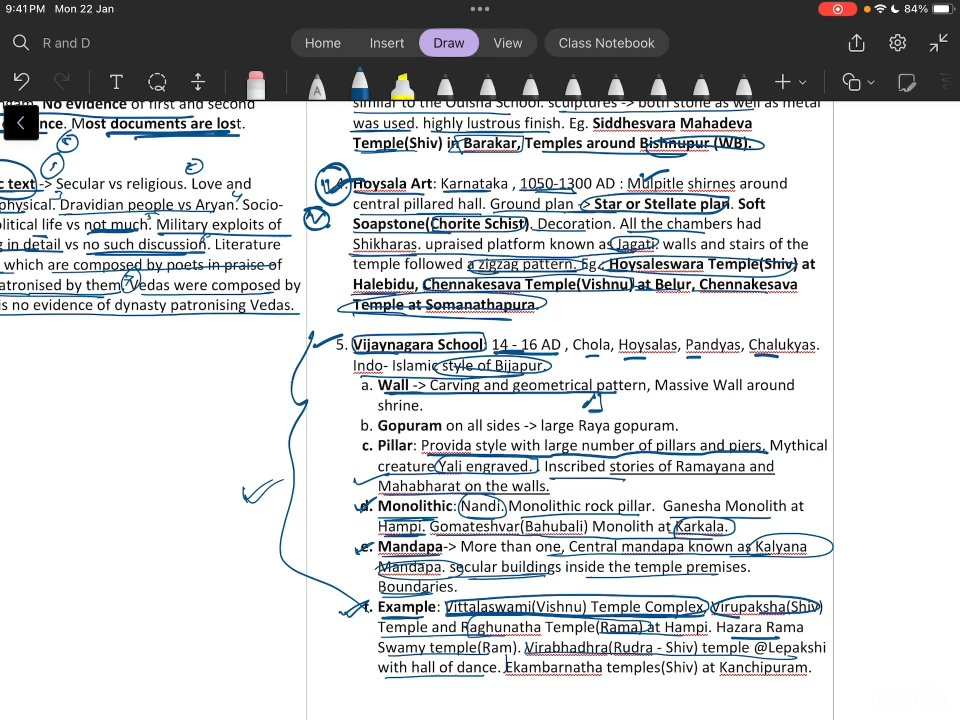 9:41 PM Mon 22 Jan
84%
R and D
Home Insert Draw View Class Notebook
No evidence of first and second
nce. Most documents are lost.
c text -> Secular vs religious. Love and
physical. Dravidian people vs Aryan. Socio-
litical life vs not much. Military exploits of
g in detail vs no such discussion. Literature
which are composed by poets in praise of
atronised by them. Vedas were composed by
is no evidence of dynasty patronising Vedas.
similar to the Odisha School. sculptures -> both stone as well as metal
was used. highly lustrous finish. Eg. Siddhesvara Mahadeva
Temple(Shiv) in Barakar, Temples around Bishnupur (WB).
4. Hoysala Art: Karnataka , 1050-1300 AD : Mulpitle shirnes around
central pillared hall. Ground plan -> Star or Stellate plan. Soft
Soapstone(Chorite Schist). Decoration. All the chambers had
Shikharas. upraised platform known as Jagati. walls and stairs of the
temple followed a zigzag pattern. Eg. Hoysaleswara Temple(Shiv) at
Halebidu, Chennakesava Temple(Vishnu) at Belur, Chennakesava
Temple at Somanathapura
5. Vijaynagara School: 14 - 16 AD , Chola, Hoysalas, Pandyas, Chalukyas.
Indo- Islamic style of Bijapur.
a. Wall -> Carving and geometrical pattern, Massive Wall around
shrine.
b. Gopuram on all sides -> large Raya gopuram.
c. Pillar: Provida style with large number of pillars and piers. Mythical
creature Yali engraved. Inscribed stories of Ramayana and
Mahabharat on the walls.
d. Monolithic: Nandi. Monolithic rock pillar. Ganesha Monolith at
Hampi. Gomateshvar(Bahubali) Monolith at Karkala.
e. Mandapa-> More than one, Central mandapa known as Kalyana
Mandapa. secular buildings inside the temple premises.
Boundaries.
f. Example: Vittalaswami(Vishnu) Temple Complex, Virupaksha(Shiv)
Temple and Raghunatha Temple(Rama) at Hampi. Hazara Rama
Swamy temple(Ram). Virabhadhra(Rudra - Shiv) temple @Lepakshi
with hall of dance. Ekambarnatha temples(Shiv) at Kanchipuram.